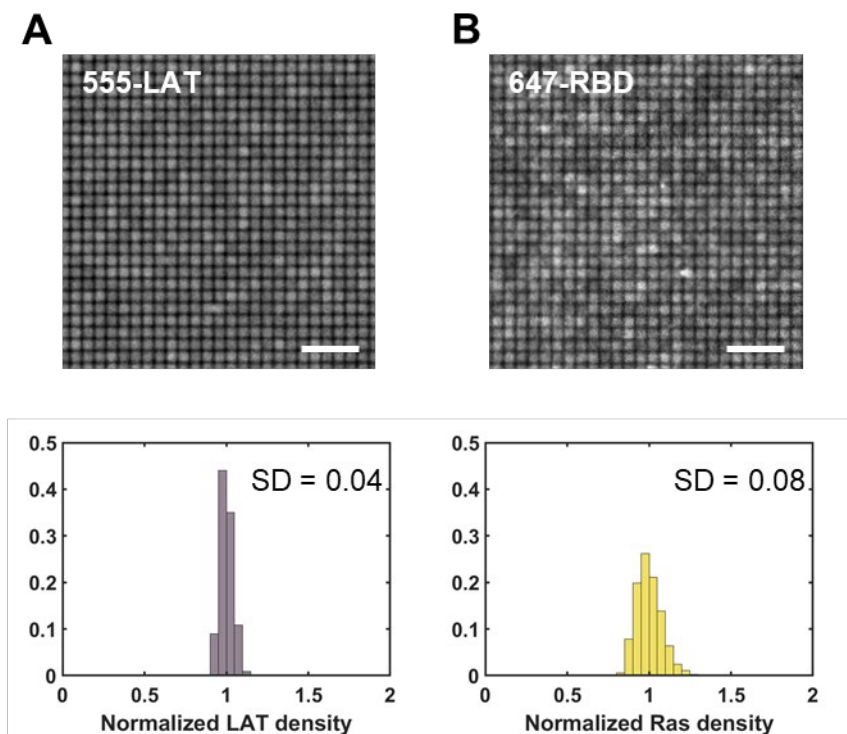 A
B
555-LAT
647-RBD
0.5
0.4
0.3
0.2
0.1
0
SD = 0.04
0 0.5 1 1.5 2
Normalized LAT density
0.5
0.4
0.3
0.2
0.1
0
SD = 0.08
0 0.5 1 1.5 2
Normalized Ras density